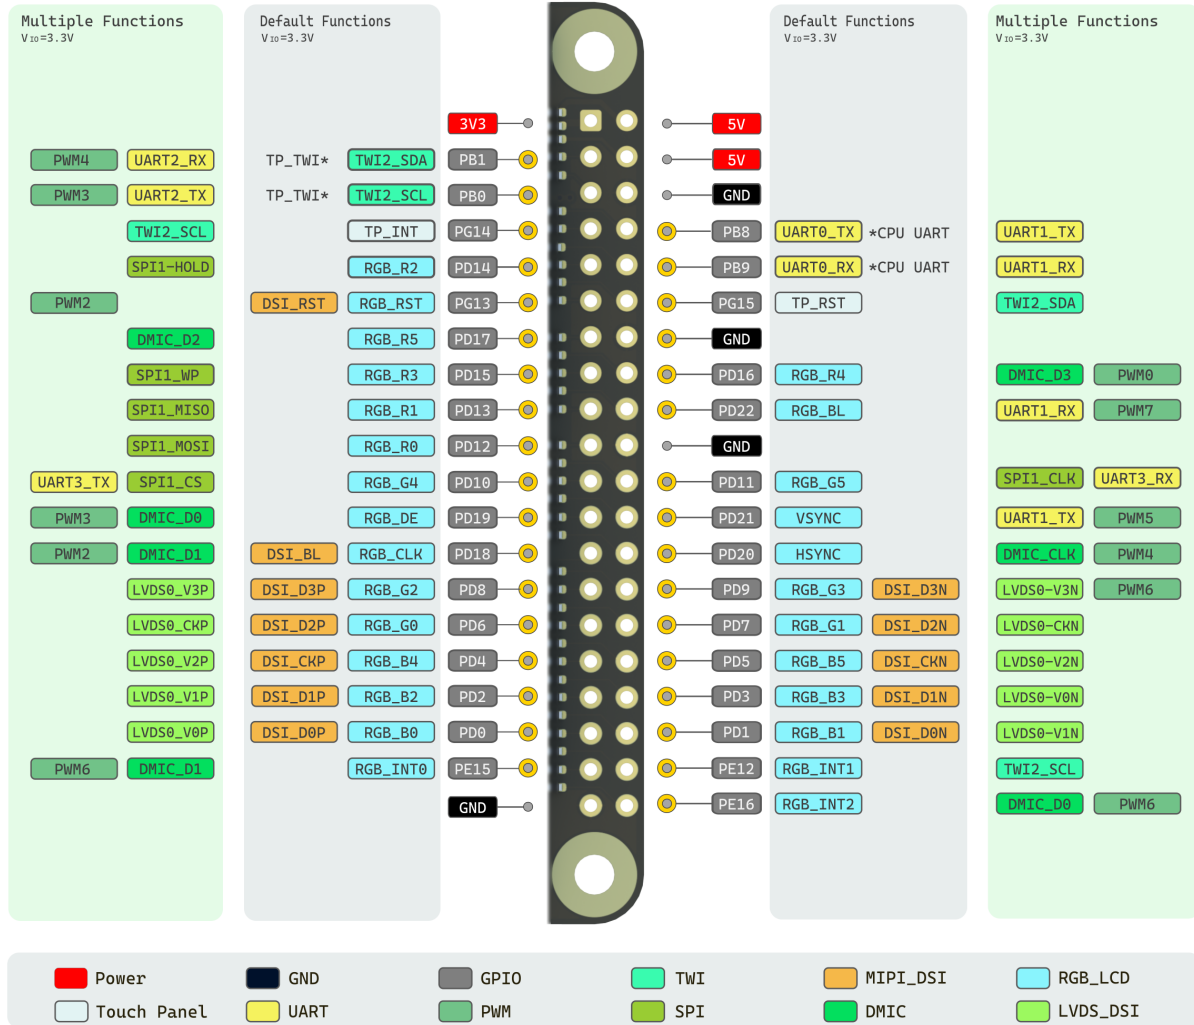 Multiple Functions Default Functions Default Functions Multiple Functions
VIO=3.3V VIO=3.3V VIO=3.3V VIO=3.3V
3V3 5V
PWM4 UART2_RX TP_TWI* TWI2_SDA PB1 5V
PWM3 UART2_TX TP_TWI* TWI2_SCL PB0 GND
TWI2_SCL TP_INT PG14 PB8 UART0_TX *CPU UART UART1_TX
SPI1-HOLD RGB_R2 PD14 PB9 UART0_RX *CPU UART UART1_RX
PWM2 DSI_RST RGB_RST PG13 PG15 TP_RST TWI2_SDA
DMIC_D2 RGB_R5 PD17 GND
SPI1_WP RGB_R3 PD15 PD16 RGB_R4 DMIC_D3 PWM0
SPI1_MISO RGB_R1 PD13 PD22 RGB_BL UART1_RX PWM7
SPI1_MOSI RGB_R0 PD12 GND
UART3_TX SPI1_CS RGB_G4 PD10 PD11 RGB_G5 SPI1_CLK UART3_RX
PWM3 DMIC_D0 RGB_DE PD19 PD21 VSYNC UART1_TX PWM5
PWM2 DMIC_D1 DSI_BL RGB_CLK PD18 PD20 HSYNC DMIC_CLK PWM4
LVDS0_V3P DSI_D3P RGB_G2 PD8 PD9 RGB_G3 DSI_D3N LVDS0-V3N PWM6
LVDS0_CKP DSI_D2P RGB_G0 PD6 PD7 RGB_G1 DSI_D2N LVDS0-CKN
LVDS0_V2P DSI_CKP RGB_B4 PD4 PD5 RGB_B5 DSI_CKN LVDS0-V2N
LVDS0_V1P DSI_D1P RGB_B2 PD2 PD3 RGB_B3 DSI_D1N LVDS0-V0N
LVDS0_V0P DSI_D0P RGB_B0 PD0 PD1 RGB_B1 DSI_D0N LVDS0-V1N
PWM6 DMIC_D1 RGB_INT0 PE15 PE12 RGB_INT1 TWI2_SCL
GND PE16 RGB_INT2 DMIC_D0 PWM6
Power GND GPIO TWI MIPI_DSI RGB_LCD
Touch Panel UART PWM SPI DMIC LVDS_DSI